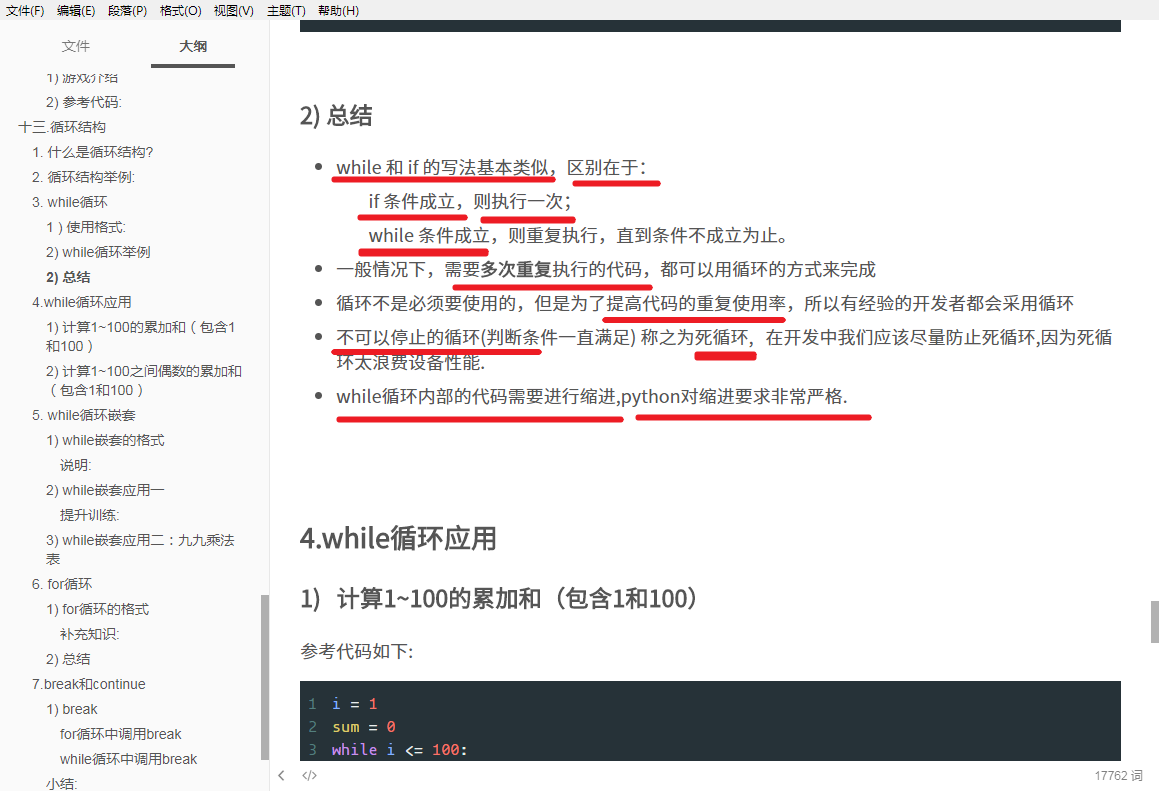 文件(F) 编辑(E) 段落(P) 格式(O) 视图(V) 主题(T) 帮助(H)
文件 大纲
1) 游戏介绍
2) 参考代码:
十三.循环结构
1. 什么是循环结构?
2. 循环结构举例:
3. while循环
1 ) 使用格式:
2) while循环举例
2) 总结
4.while循环应用
1) 计算1~100的累加和（包含1
和100 ）
2) 计算1~100之间偶数的累加和
（包含1和100 ）
5. while循环嵌套
1) while嵌套的格式
说明:
2) while嵌套应用一
提升训练:
3) while嵌套应用二：九九乘法
表
6. for循环
1) for循环的格式
补充知识:
2) 总结
7.break和continue
1) break
for循环中调用break
while循环中调用break
小结:
2) 总结
while 和 if 的写法基本类似，区别在于：
if 条件成立，则执行一次；
while 条件成立，则重复执行，直到条件不成立为止。
一般情况下，需要多次重复执行的代码，都可以用循环的方式来完成
循环不是必须要使用的，但是为了提高代码的重复使用率，所以有经验的开发者都会采用循环
不可以停止的循环(判断条件一直满足) 称之为死循环，在开发中我们应该尽量防止死循环,因为死循
环太浪费设备性能.
while循环内部的代码需要进行缩进,python对缩进要求非常严格.
4.while循环应用
1) 计算1~100的累加和（包含1和100）
参考代码如下:
1 i = 1
2 sum = 0
3 while i <= 100:
17762 词